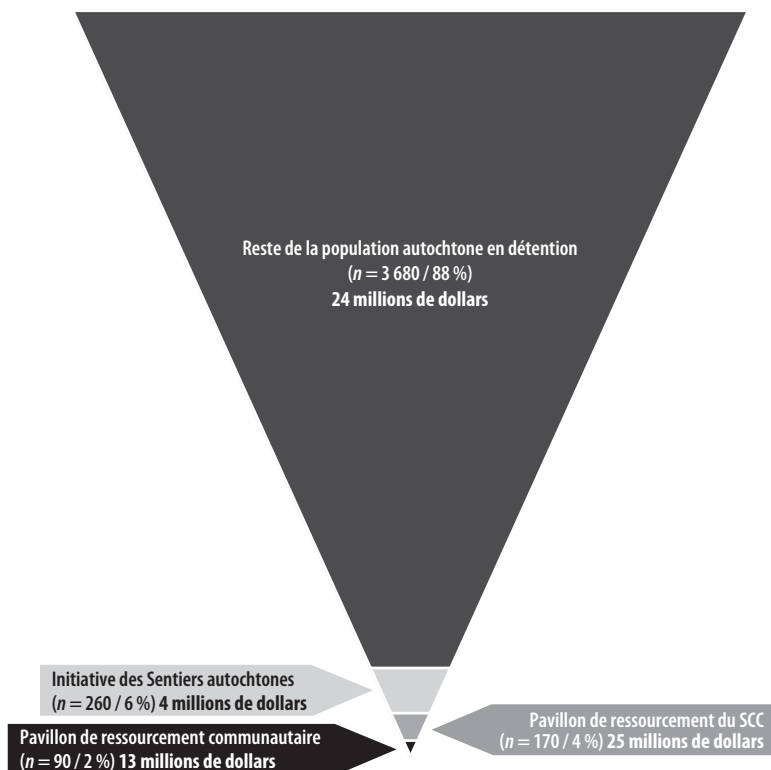 Reste de la population autochtone en détention
(n = 3 680 / 88 %)
24 millions de dollars
Initiative des Sentiers autochtones
(n = 260 / 6 %) 4 millions de dollars
Pavillon de ressourcement du SCC
(n = 170 / 4 %) 25 millions de dollars
Pavillon de ressourcement communautaire
(n = 90 / 2 %) 13 millions de dollars